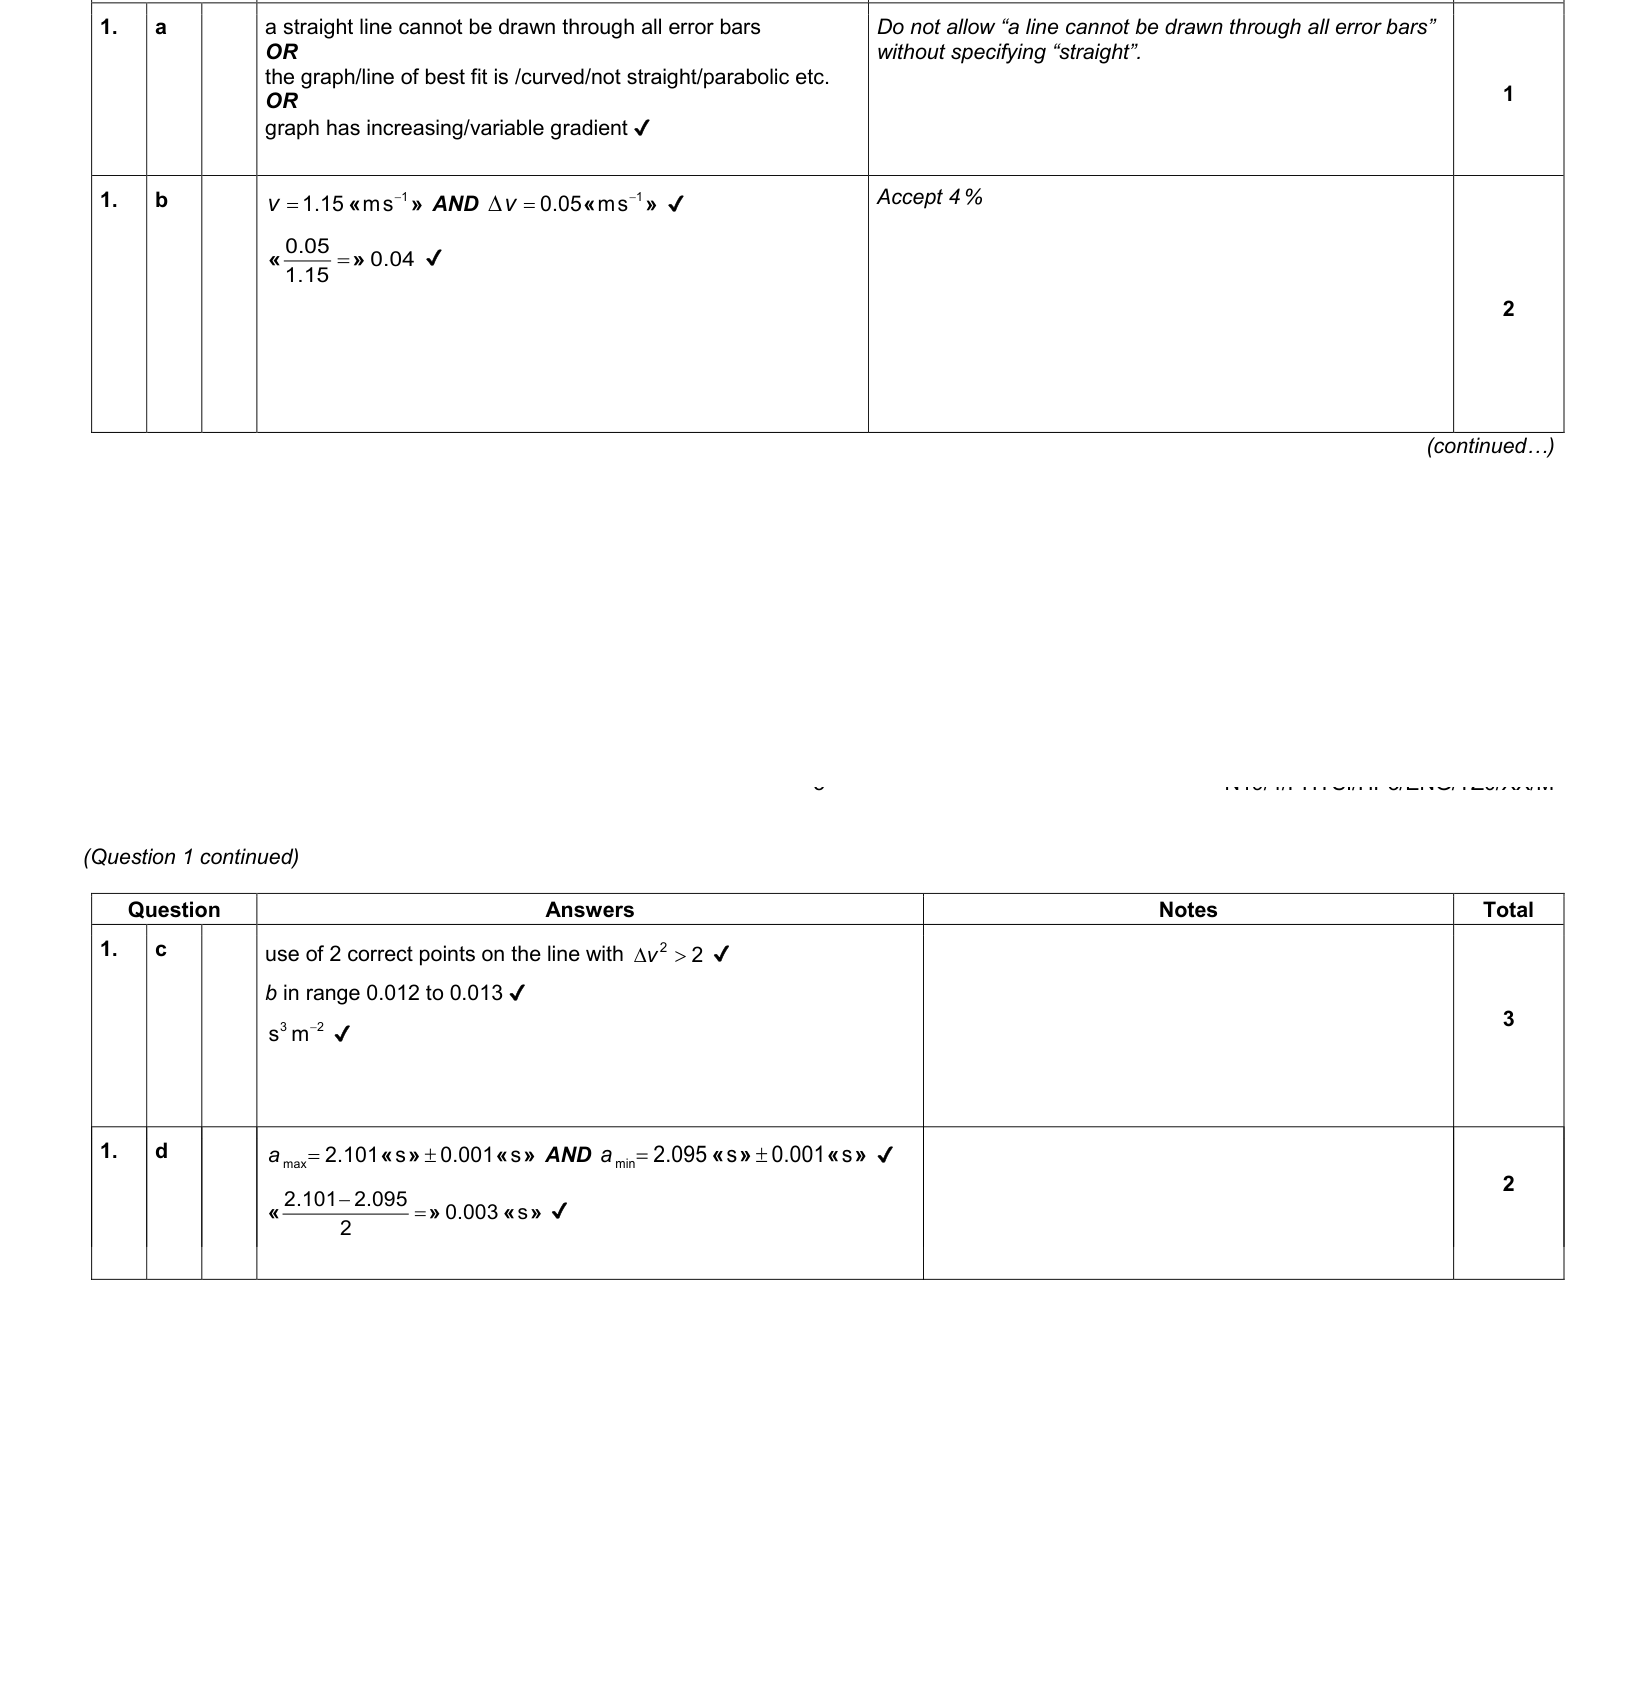 1. a a straight line cannot be drawn through all error bars Do not allow “a line cannot be drawn through all error bars”
OR without specifying “straight”.
the graph/line of best fit is /curved/not straight/parabolic etc.
OR 1
graph has increasing/variable gradient ✓
1. b v = 1.15 «m s⁻¹» AND Δv = 0.05 «m s⁻¹» ✓ Accept 4 %
«0.05/1.15 =» 0.04 ✓
2
(continued…)
(Question 1 continued)
Question Answers Notes Total
1. c use of 2 correct points on the line with Δv² > 2 ✓
b in range 0.012 to 0.013 ✓
3
s³ m⁻² ✓
1. d a max = 2.101 «s» ± 0.001 «s» AND a min = 2.095 «s» ± 0.001 «s» ✓
2
«(2.101 − 2.095)/2 =» 0.003 «s» ✓